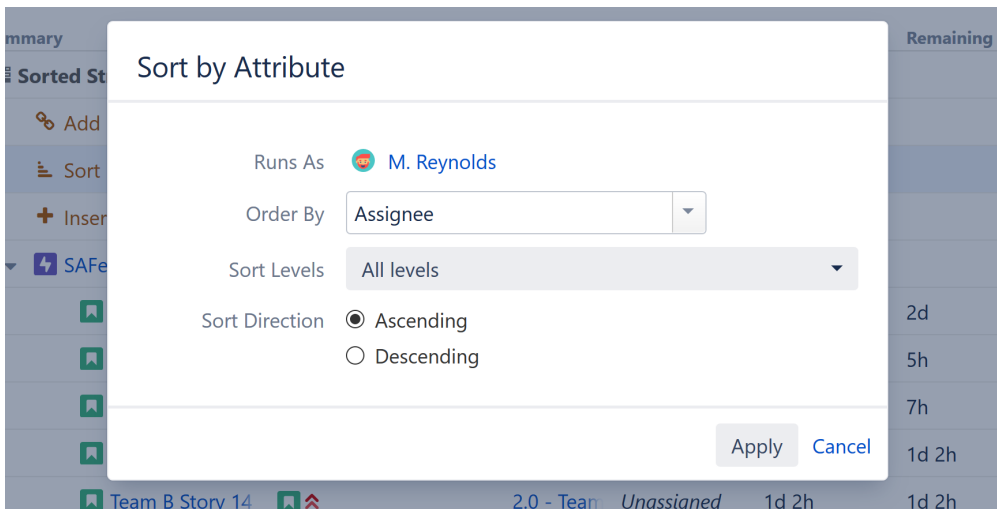 mmary
Remaining
Sorted St
Sort by Attribute
Add
Runs As M. Reynolds
Sort
Order By Assignee
Inser
SAFe
Sort Levels All levels
Sort Direction Ascending
2d
Descending
5h
7h
Apply Cancel
1d 2h
Team B Story 14 2.0 - Team Unassigned 1d 2h 1d 2h